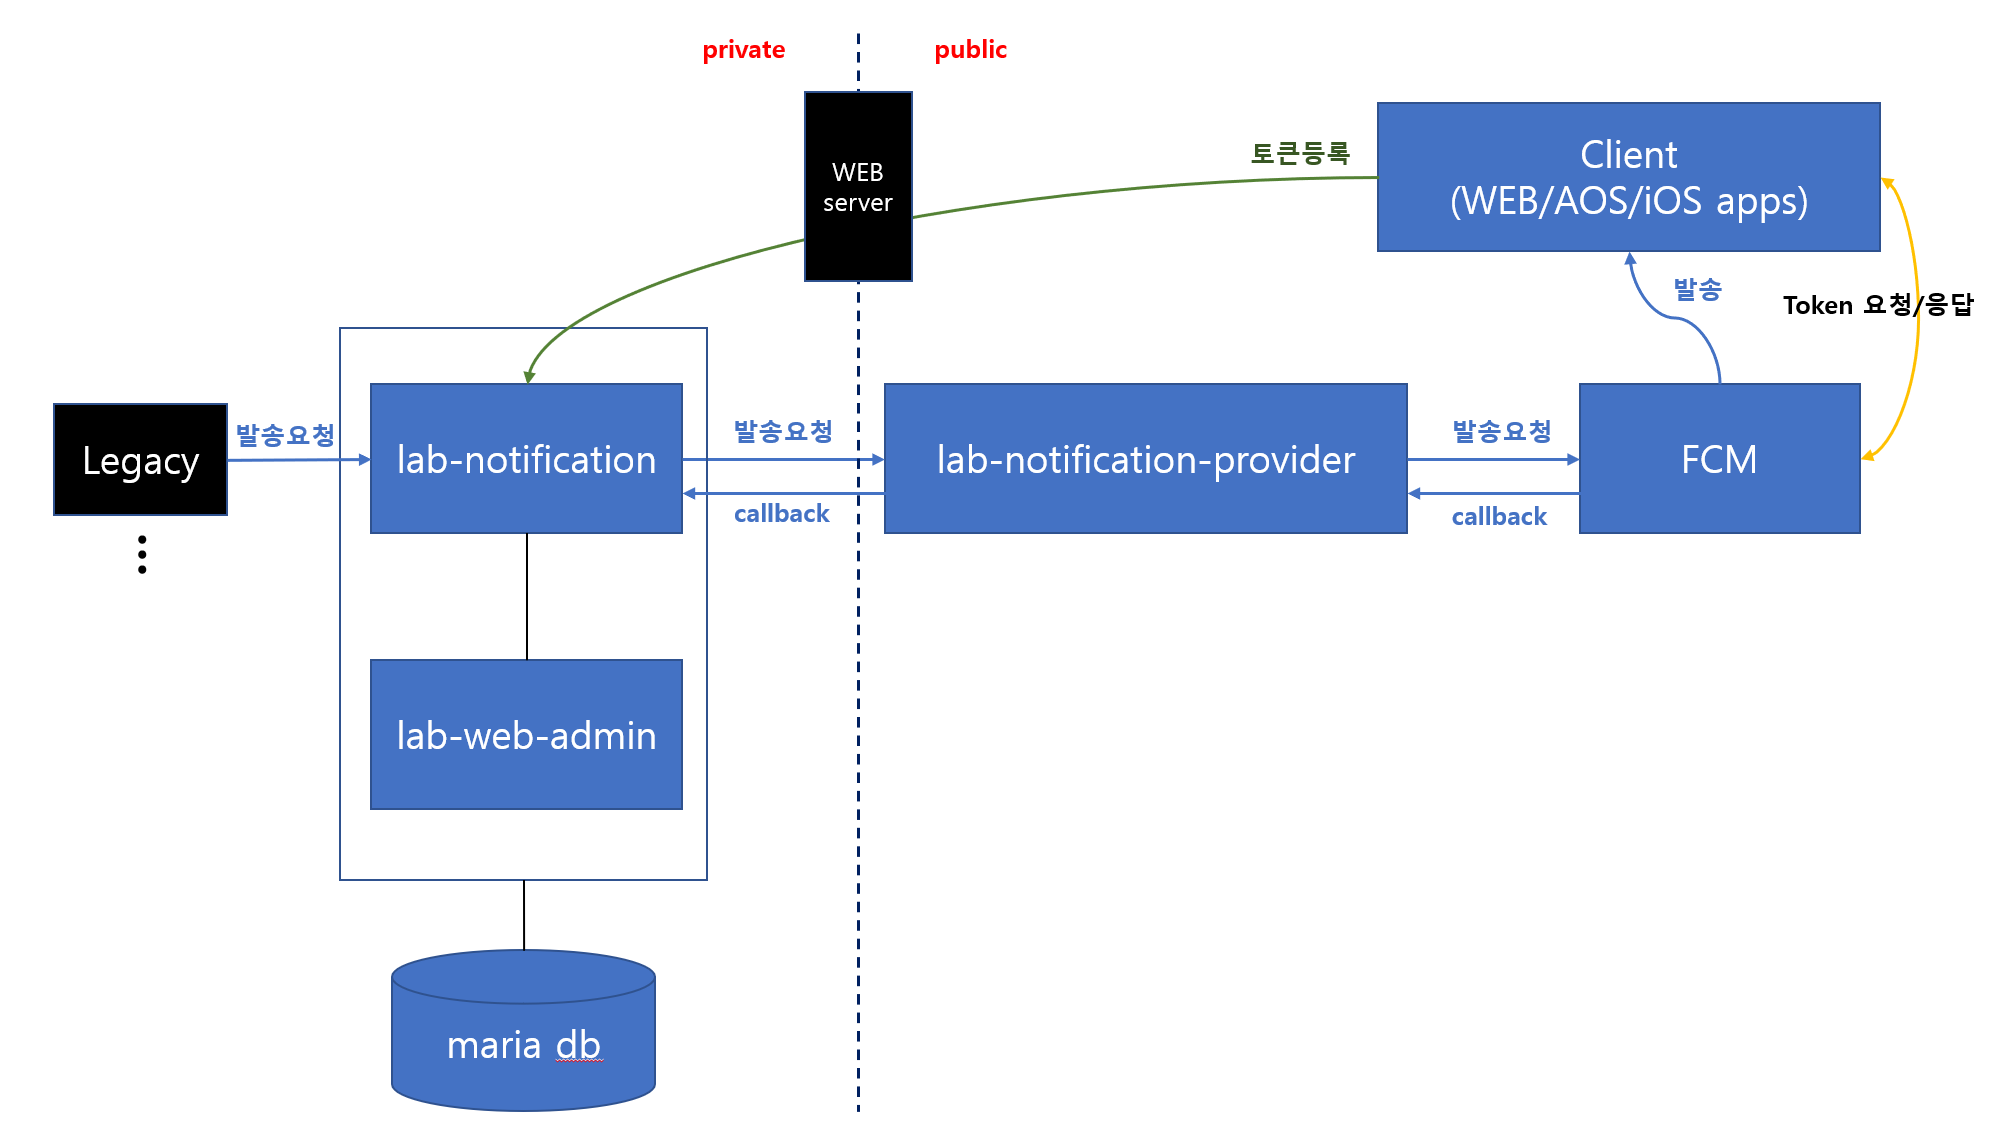 private
public
WEB
server
토큰등록
Client
(WEB/AOS/iOS apps)
발송
Token 요청/응답
Legacy
발송요청
lab-notification
발송요청
callback
lab-notification-provider
발송요청
callback
FCM
lab-web-admin
maria db